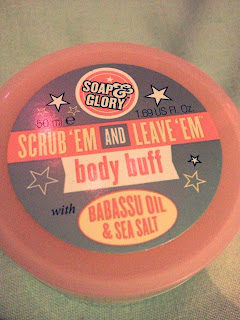 SOAP
&
GLORY
50 ml e 1.69 US Fl. Oz.
SCRUB 'EM AND LEAVE 'EM
body buff
with
BABASSU OIL
& SEA SALT